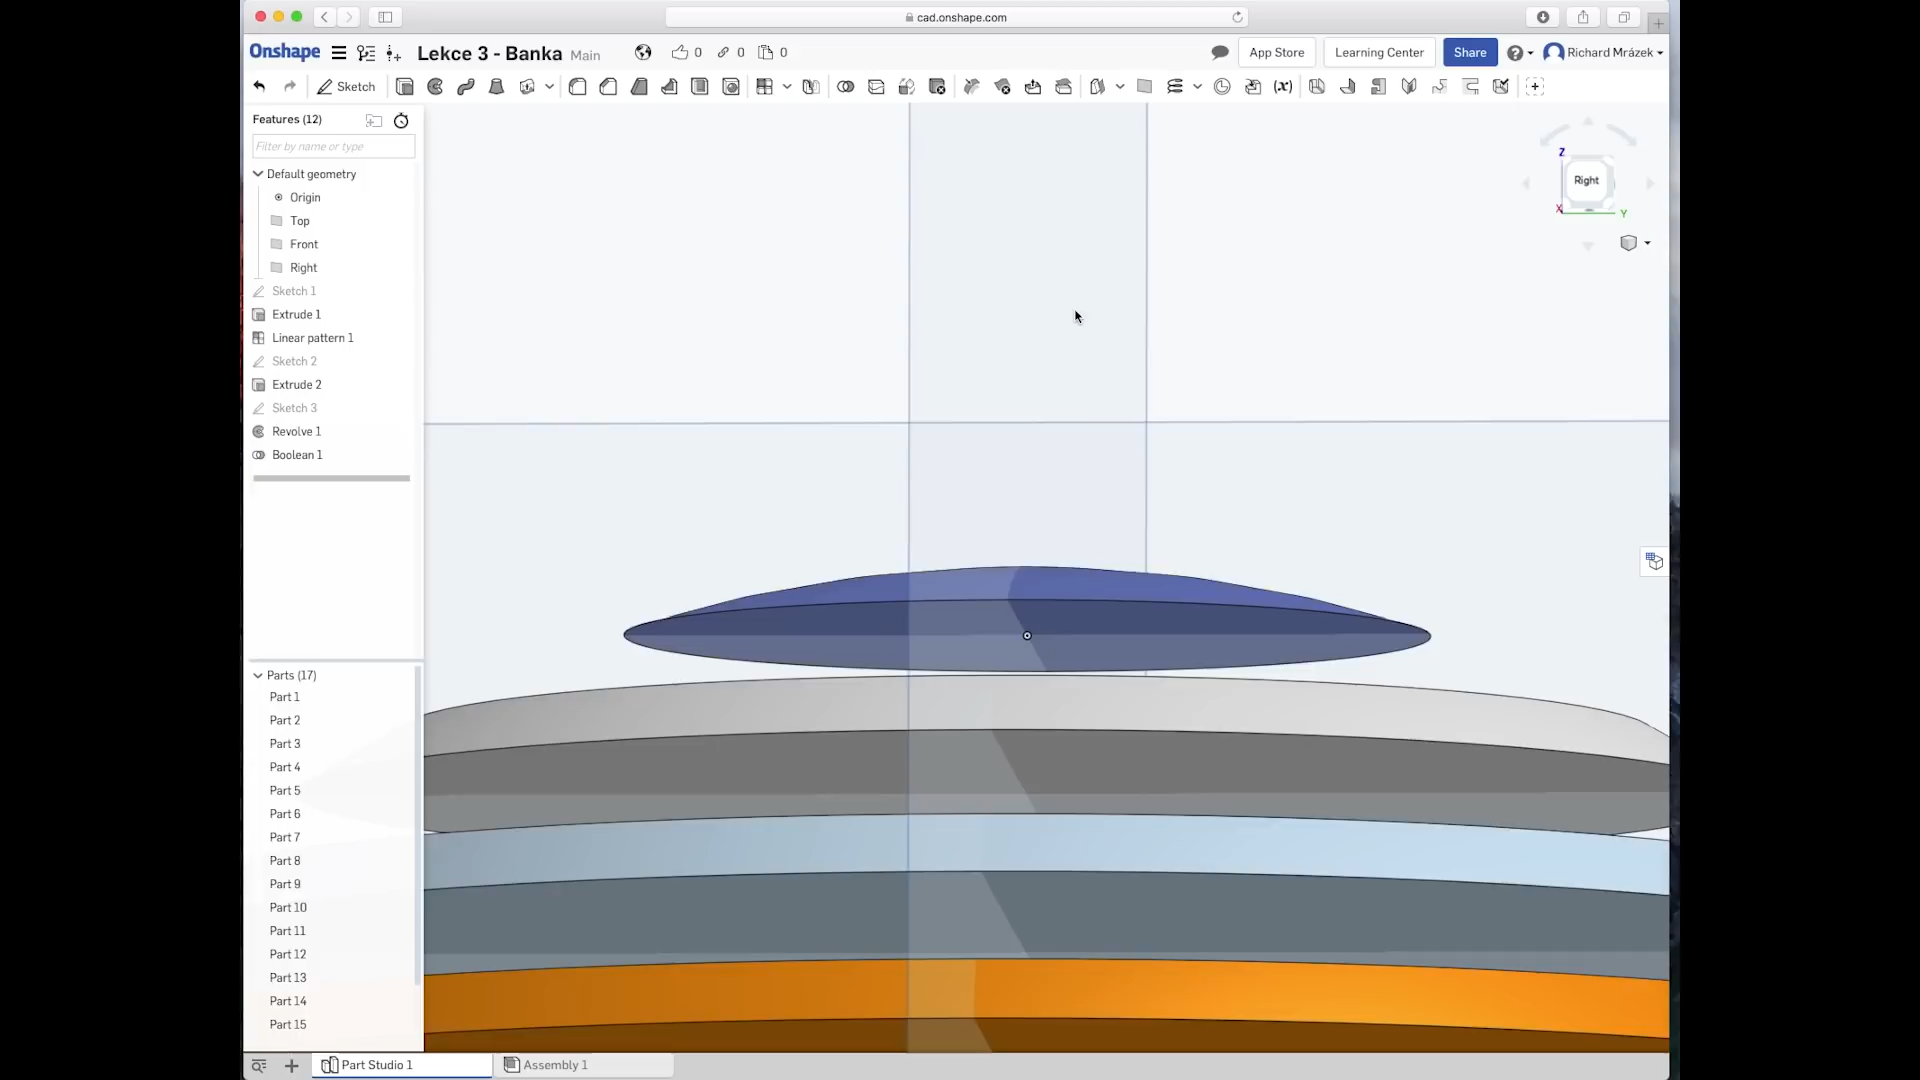 cad.onshape.com
Onshape Lekce 3 - Banka Main 0 0 0 App Store Learning Center Share Richard Mrázek
Sketch (x)
Features (12)
Filter by name or type
Default geometry
Origin
Top
Front
Right
Sketch 1
Extrude 1
Linear pattern 1
Sketch 2
Extrude 2
Sketch 3
Revolve 1
Boolean 1
Z
Right
X
Y
Parts (17)
Part 1
Part 2
Part 3
Part 4
Part 5
Part 6
Part 7
Part 8
Part 9
Part 10
Part 11
Part 12
Part 13
Part 14
Part 15
Part Studio 1 Assembly 1